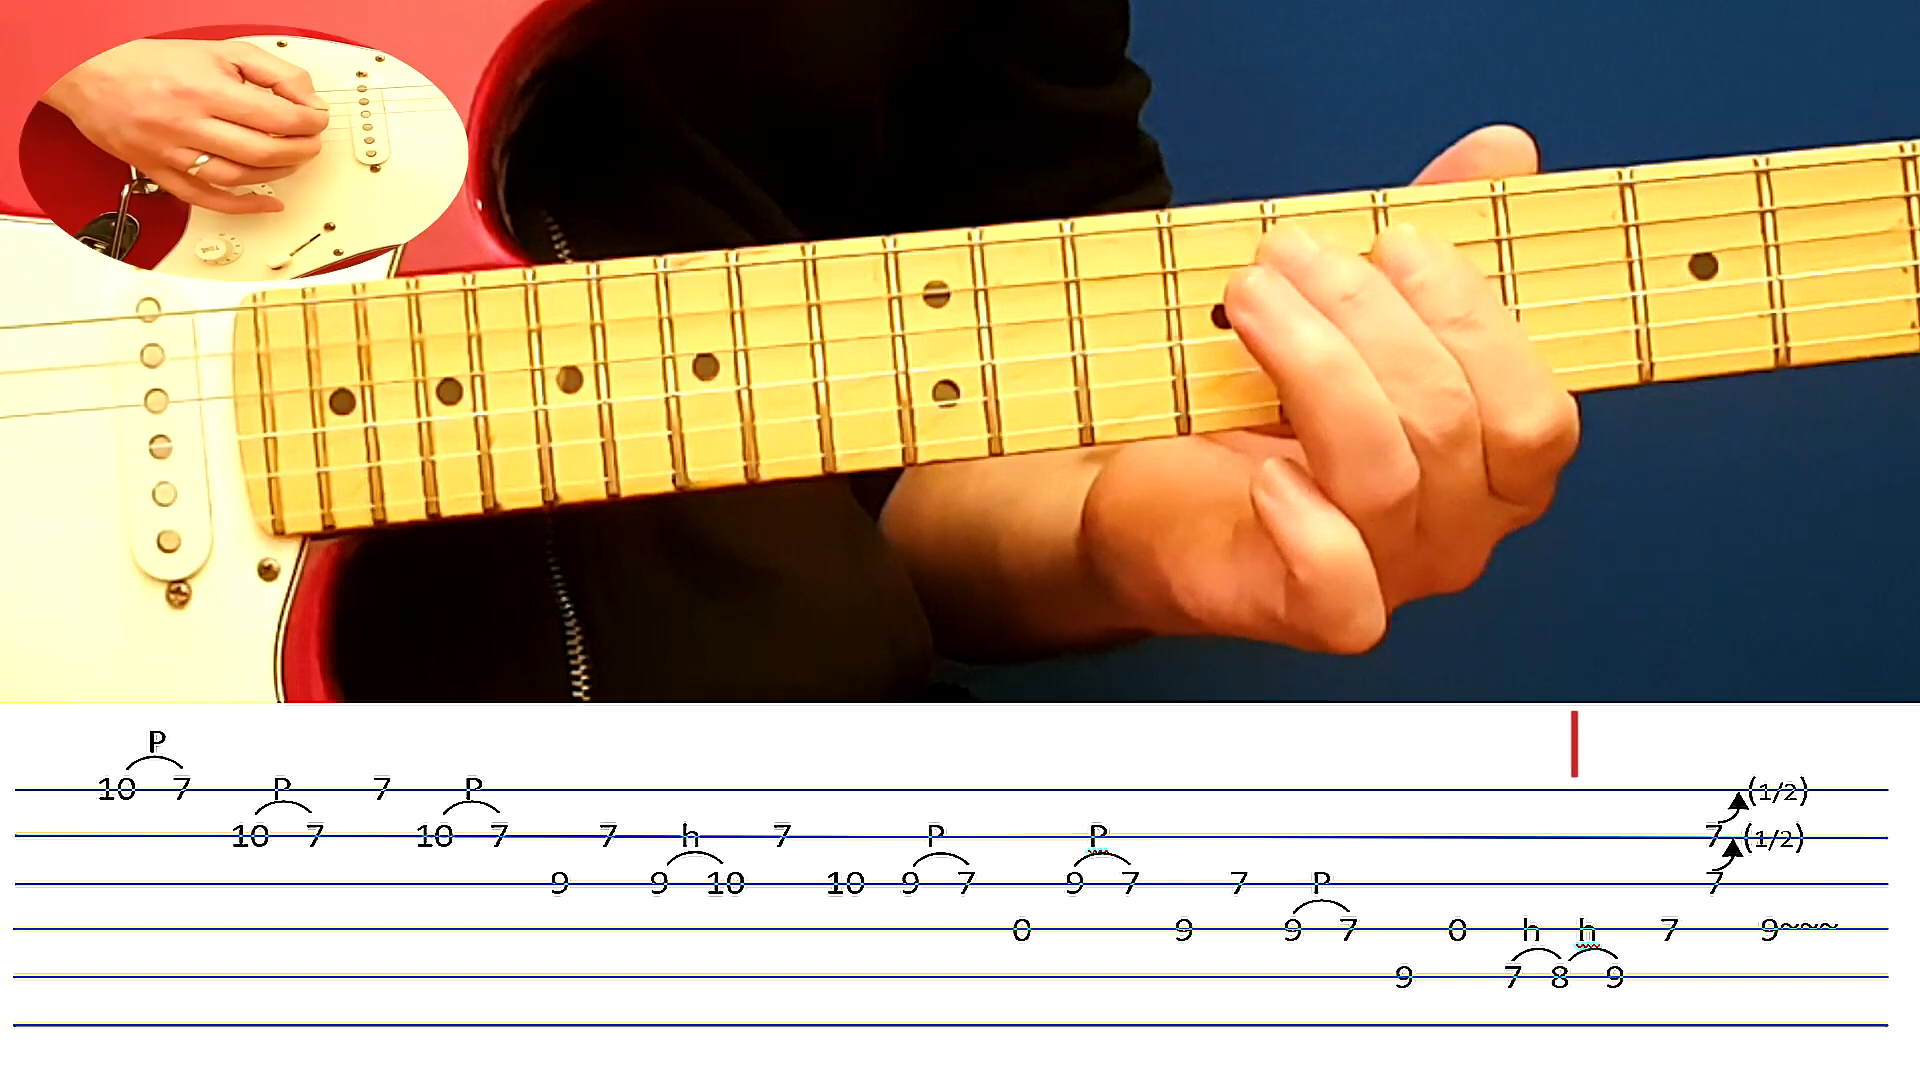 P
10 7 P 7 P (1/2)
10 7 10 7 7 h 7 P P 7 (1/2)
9 9 10 10 9 7 9 7 7 P 7
0 9 9 7 0 h h 7 9~~~~
9 7 8 9